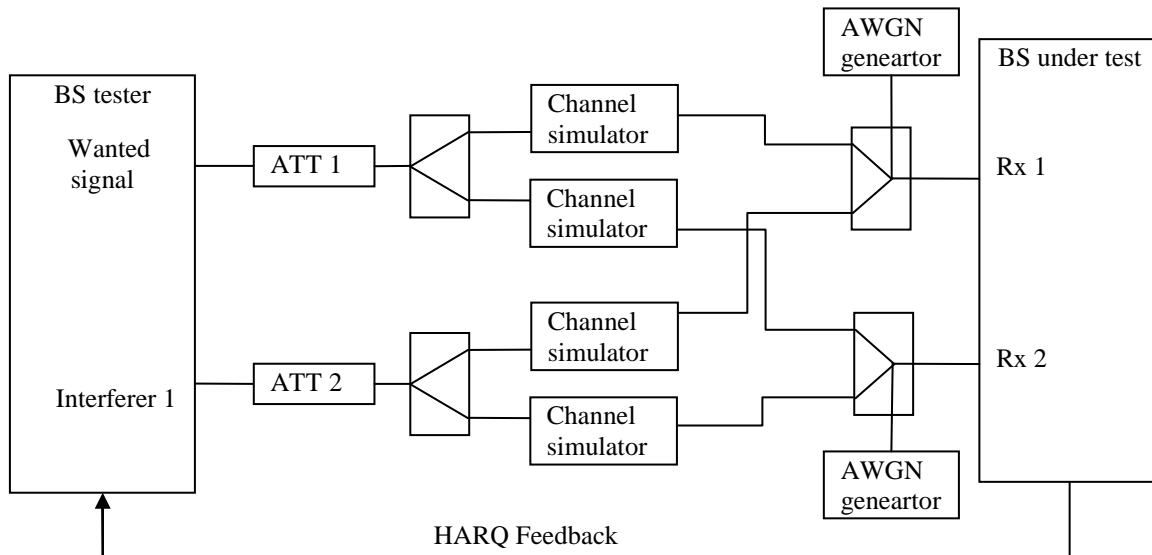 AWGN
geneartor
BS under test
BS tester
Wanted
signal
ATT 1
Channel
simulator
Channel
simulator
Rx 1
Interferer 1
ATT 2
Channel
simulator
Channel
simulator
Rx 2
AWGN
geneartor
HARQ Feedback